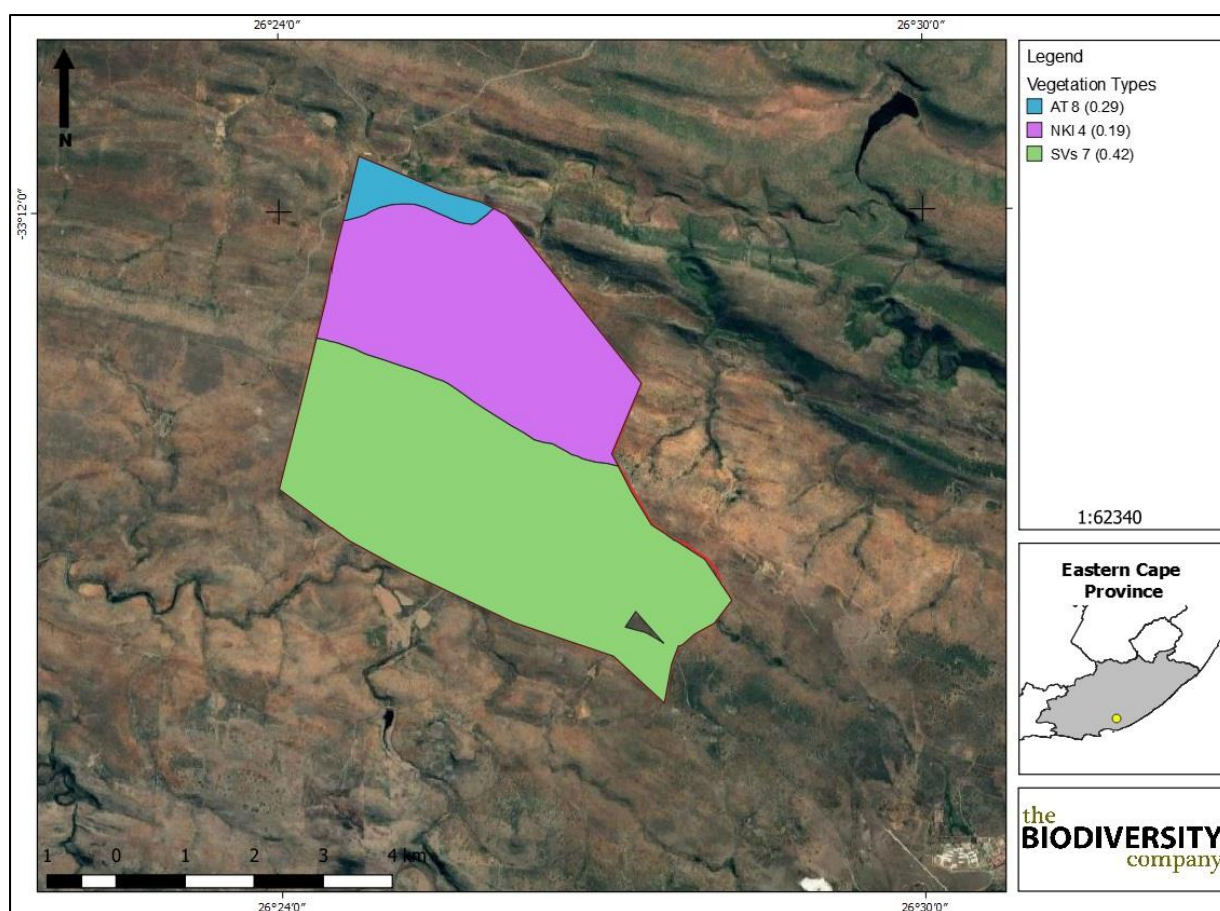 26°24'0"
26°30'0"
N
-33°12'0"
Legend
Vegetation Types
AT 8 (0.29)
NKI 4 (0.19)
SVs 7 (0.42)
1:62340
Eastern Cape
Province
1 0 1 2 3 4 km
the
BIODIVERSITY
company
26°24'0"
26°30'0"